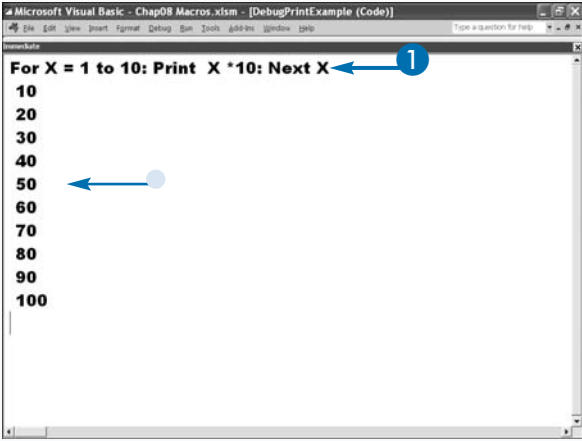 Microsoft Visual Basic - Chap08 Macros.xlsm - [DebugPrintExample (Code)]
File Edit View Insert Format Debug Run Tools Add-Ins Window Help Type a question for help
Immediate
For X = 1 to 10: Print X *10: Next X 1
10
20
30
40
50
60
70
80
90
100